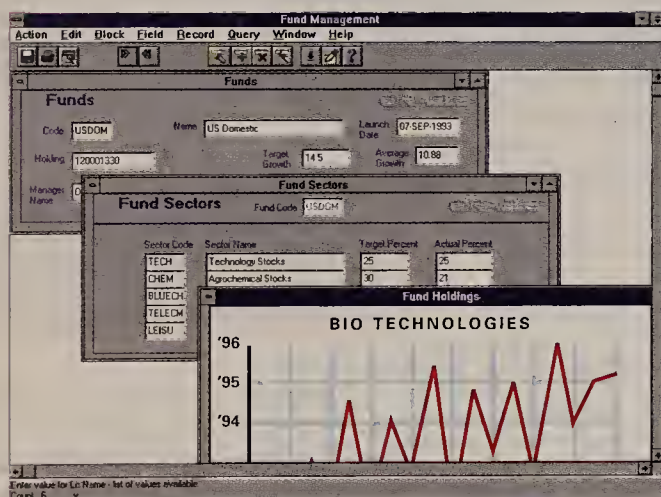 Fund Management
Action Edit Block Field Record Query Window Help
Funds
Funds
Code USDOM
Name US Domestic
Launch Date 07-SEP-1993
Holding 120001330
Target Growth 14.5
Average Growth 10.88
Manager Name
Fund Sectors
Fund Sectors
Fund Code USDOM
Sector Code Sector Name Target Percent Actual Percent
TECH Technology Stocks 25 25
CHEM Agrochemical Stocks 30 21
BLUECH
TELECM
LEISU
Fund Holdings
BIO TECHNOLOGIES
'96
'95
'94
Enter value for Ln Name - list of values available
Count 6 v